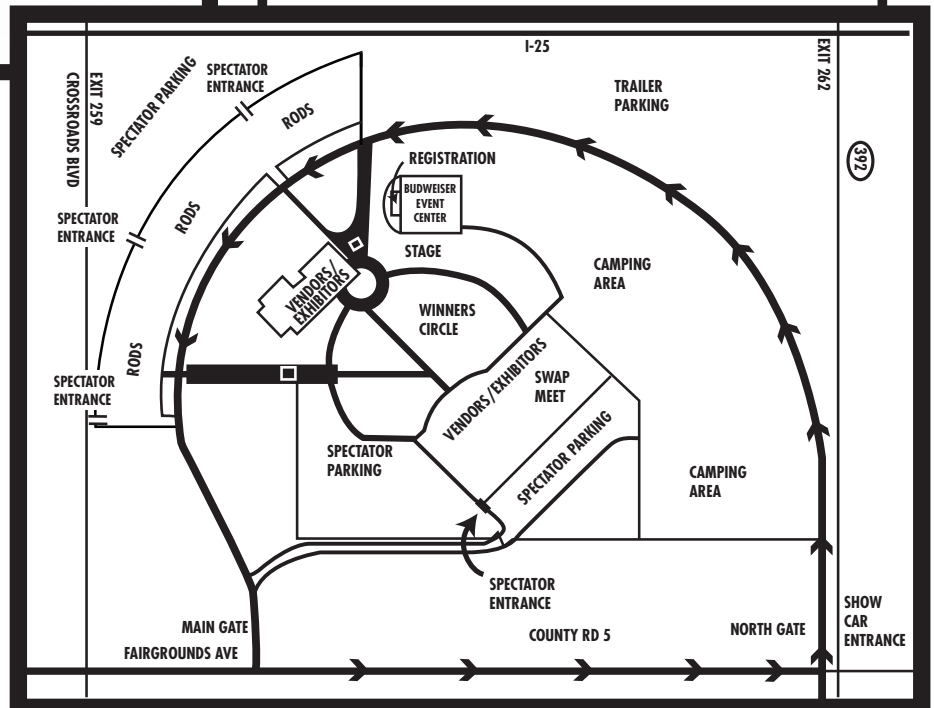 I-25
EXIT 259
CROSSROADS BLVD
SPECTATOR PARKING
SPECTATOR
ENTRANCE
RODS
TRAILER
PARKING
EXIT 262
392
REGISTRATION
BUDWEISER
EVENT
CENTER
SPECTATOR
ENTRANCE
RODS
STAGE
VENDORS/
EXHIBITORS
CAMPING
AREA
WINNERS
CIRCLE
RODS
SPECTATOR
ENTRANCE
VENDORS/EXHIBITORS
SWAP
MEET
SPECTATOR
PARKING
SPECTATOR PARKING
CAMPING
AREA
SPECTATOR
ENTRANCE
MAIN GATE
FAIRGROUNDS AVE
COUNTY RD 5
NORTH GATE
SHOW
CAR
ENTRANCE